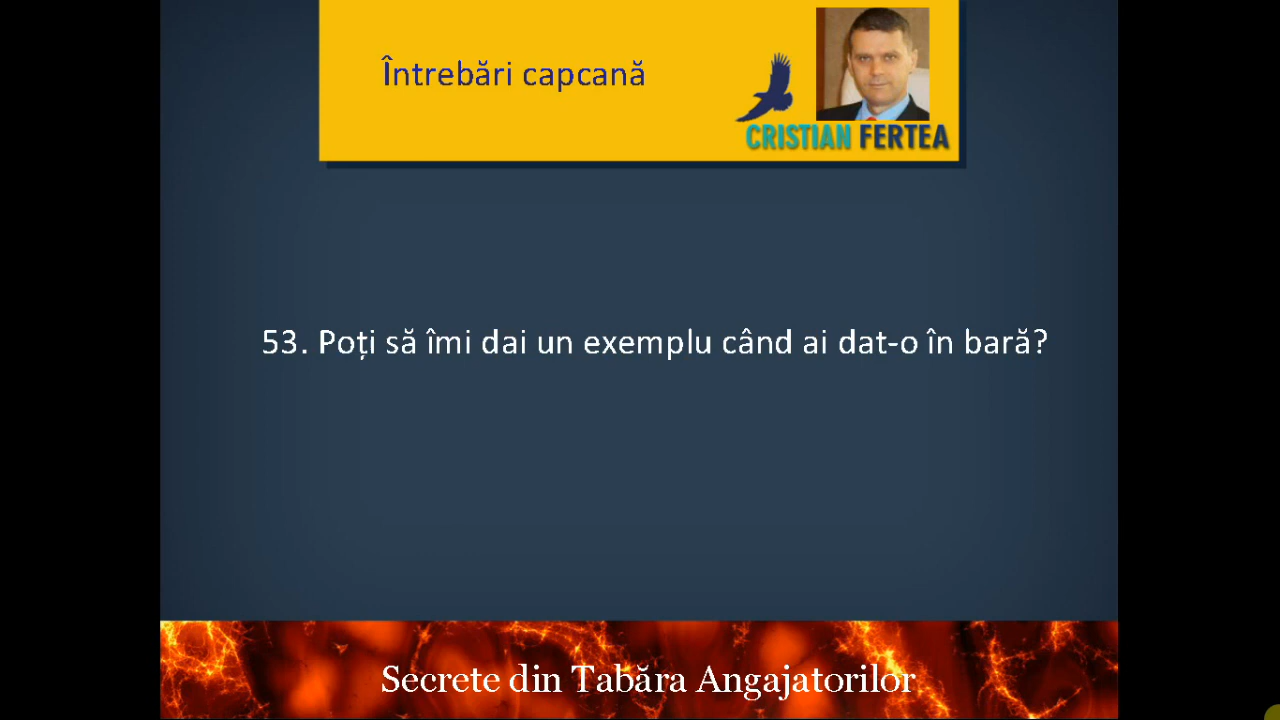 Întrebări capcană
CRISTIAN FERTEA
53. Poți să îmi dai un exemplu când ai dat-o în bară?
Secrete din Tabăra Angajatorilor